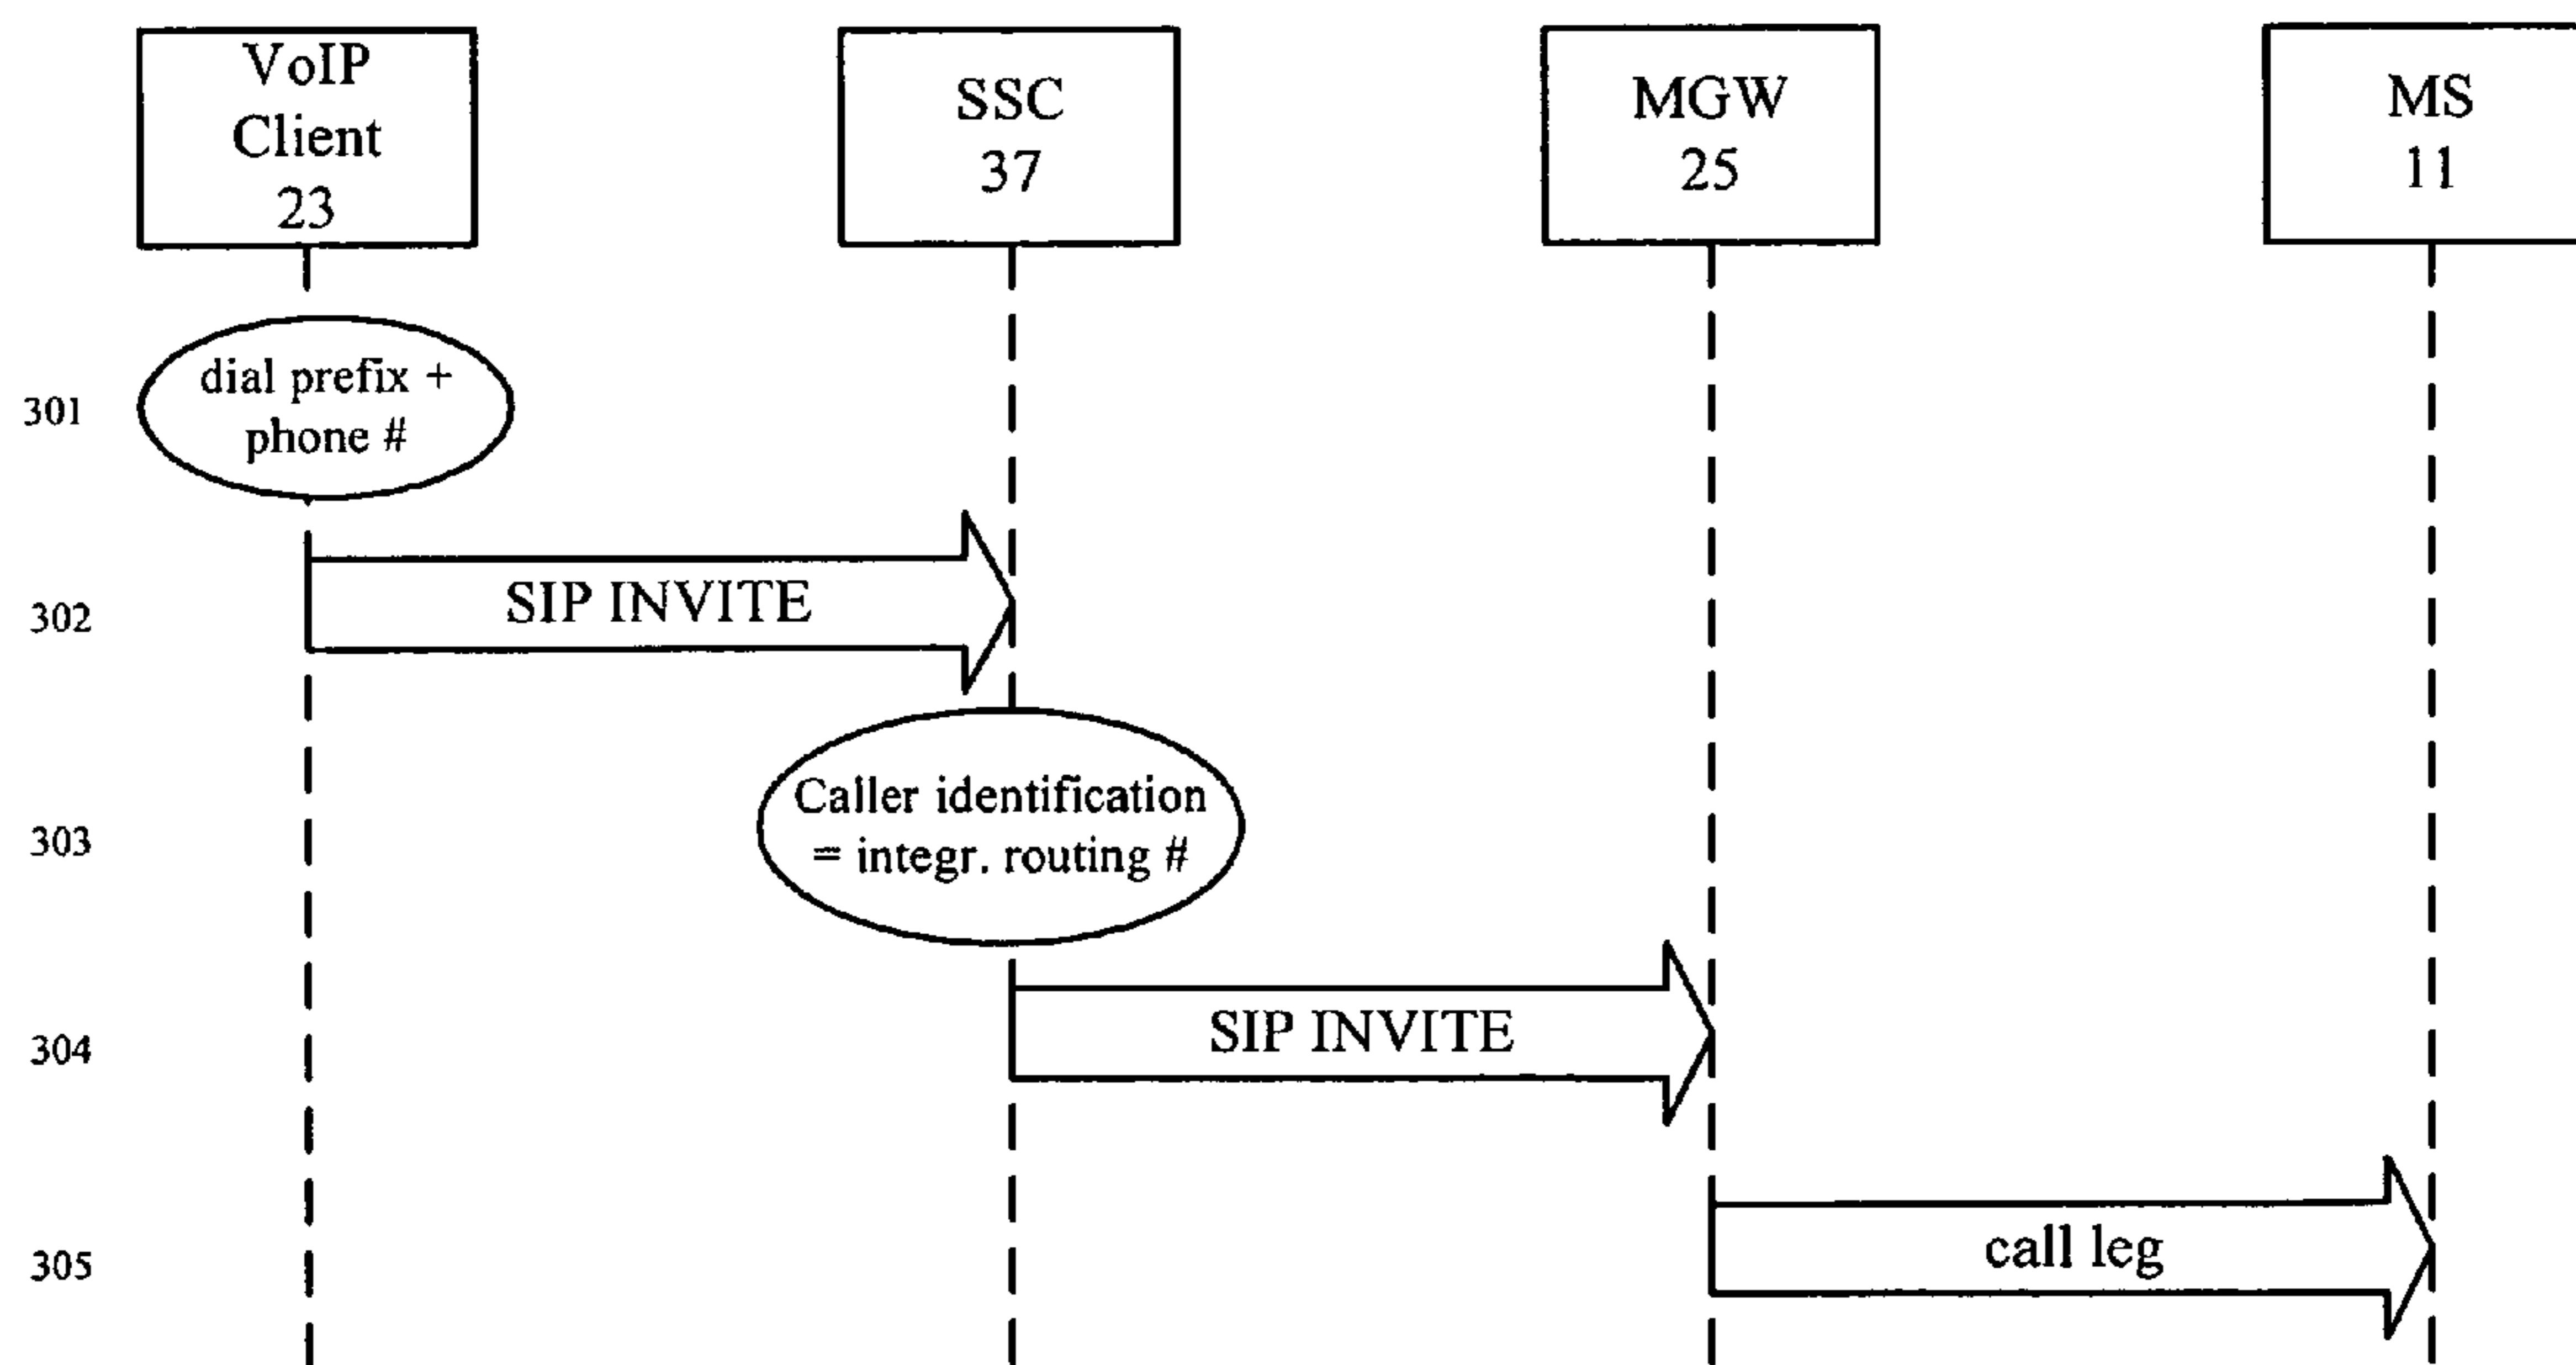 VoIP
Client
23
SSC
37
MGW
25
MS
11
301
dial prefix +
phone #
302
SIP INVITE
303
Caller identification
= integr. routing #
304
SIP INVITE
305
call leg